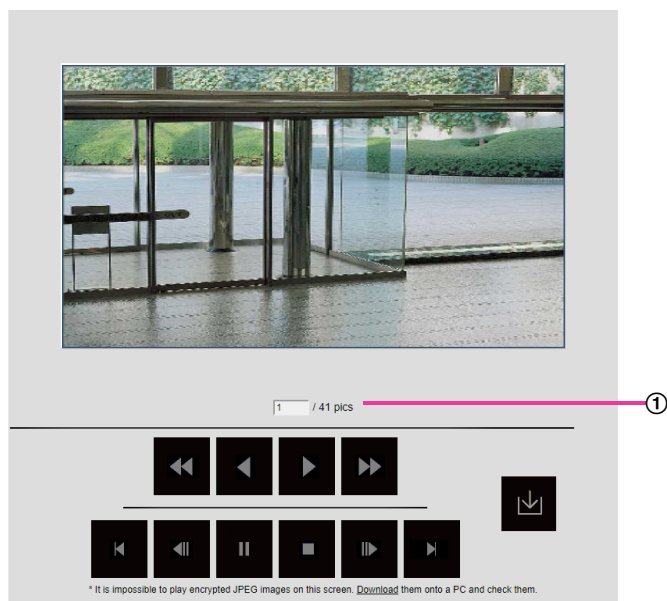 1 / 41 pics
①
* It is impossible to play encrypted JPEG images on this screen. Download them onto a PC and check them.